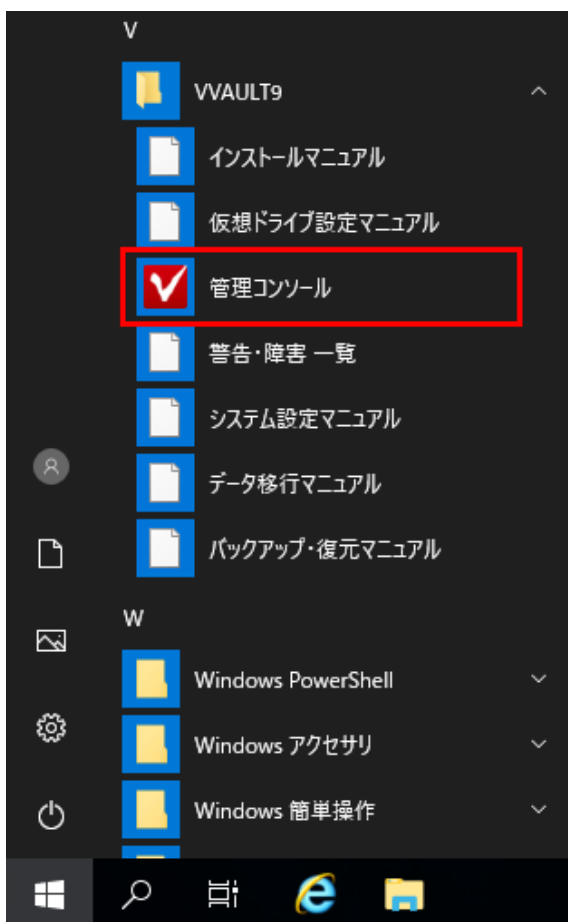 V
VVAULT9
インストールマニュアル
仮想ドライブ設定マニュアル
管理コンソール
警告・障害 一覧
システム設定マニュアル
データ移行マニュアル
バックアップ・復元マニュアル
W
Windows PowerShell
Windows アクセサリ
Windows 簡単操作